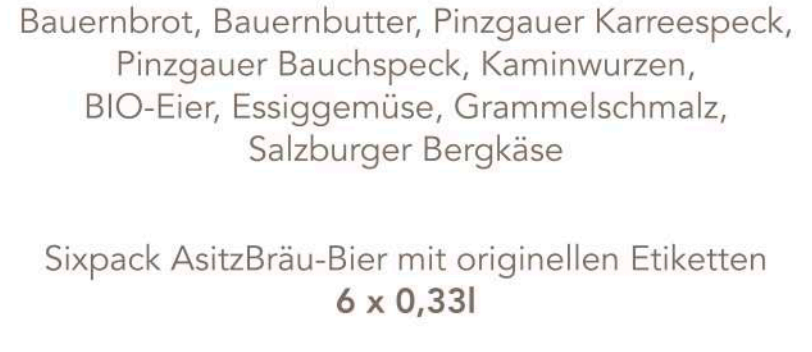 Bauernbrot, Bauernbutter, Pinzgauer Karreespeck,
Pinzgauer Bauchspeck, Kaminwurzen,
BIO-Eier, Essiggemüse, Grammelschmalz,
Salzburger Bergkäse
Sixpack AsitzBräu-Bier mit originellen Etiketten
6 x 0,33l